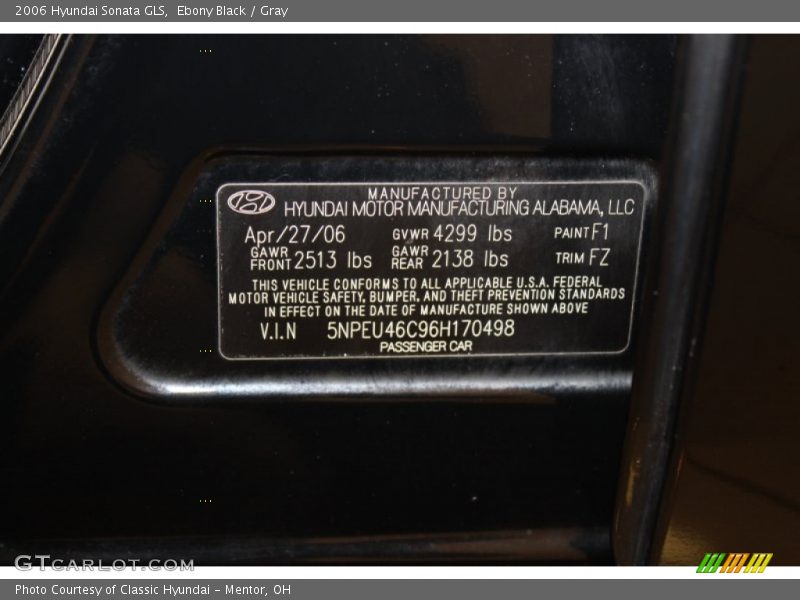 2006 Hyundai Sonata GLS, Ebony Black / Gray
MANUFACTURED BY
HYUNDAI MOTOR MANUFACTURING ALABAMA, LLC
Apr/27/06 GVWR 4299 lbs PAINT F1
GAWR FRONT 2513 lbs GAWR REAR 2138 lbs TRIM FZ
THIS VEHICLE CONFORMS TO ALL APPLICABLE U.S.A. FEDERAL
MOTOR VEHICLE SAFETY, BUMPER, AND THEFT PREVENTION STANDARDS
IN EFFECT ON THE DATE OF MANUFACTURE SHOWN ABOVE
V.I.N 5NPEU46C96H170498
PASSENGER CAR
GTCARLOT.COM
Photo Courtesy of Classic Hyundai - Mentor, OH